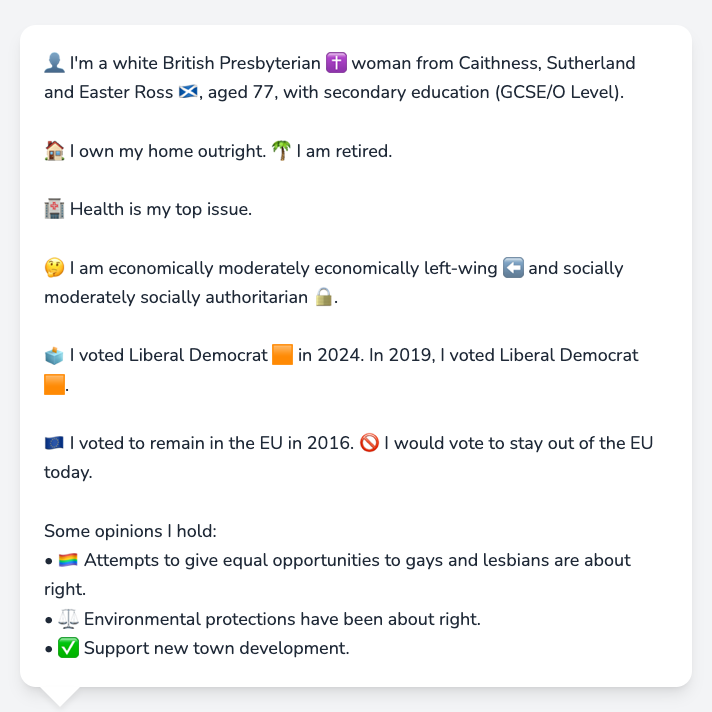 👤 I'm a white British Presbyterian ✝️ woman from Caithness, Sutherland
and Easter Ross 🏴󠁧󠁢󠁳󠁣󠁴󠁿, aged 77, with secondary education (GCSE/O Level).
🏠 I own my home outright. 🌴 I am retired.
🏥 Health is my top issue.
🤔 I am economically moderately economically left-wing ⬅️ and socially
moderately socially authoritarian 🔒.
🗳️ I voted Liberal Democrat 🟧 in 2024. In 2019, I voted Liberal Democrat
🟧.
🇪🇺 I voted to remain in the EU in 2016. 🚫 I would vote to stay out of the EU
today.
Some opinions I hold:
• 🏳️‍🌈 Attempts to give equal opportunities to gays and lesbians are about
right.
• ⚖️ Environmental protections have been about right.
• ✅ Support new town development.